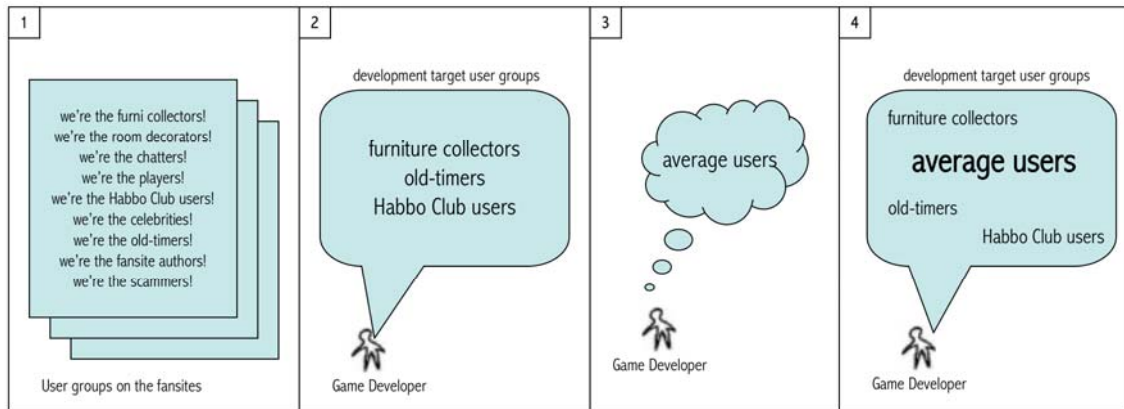 1
we're the furni collectors!
we're the room decorators!
we're the chatters!
we're the players!
we're the Habbo Club users!
we're the celebrities!
we're the old-timers!
we're the fansite authors!
we're the scammers!
User groups on the fansites
2
development target user groups
furniture collectors
old-timers
Habbo Club users
Game Developer
3
average users
Game Developer
4
development target user groups
furniture collectors
average users
old-timers
Habbo Club users
Game Developer